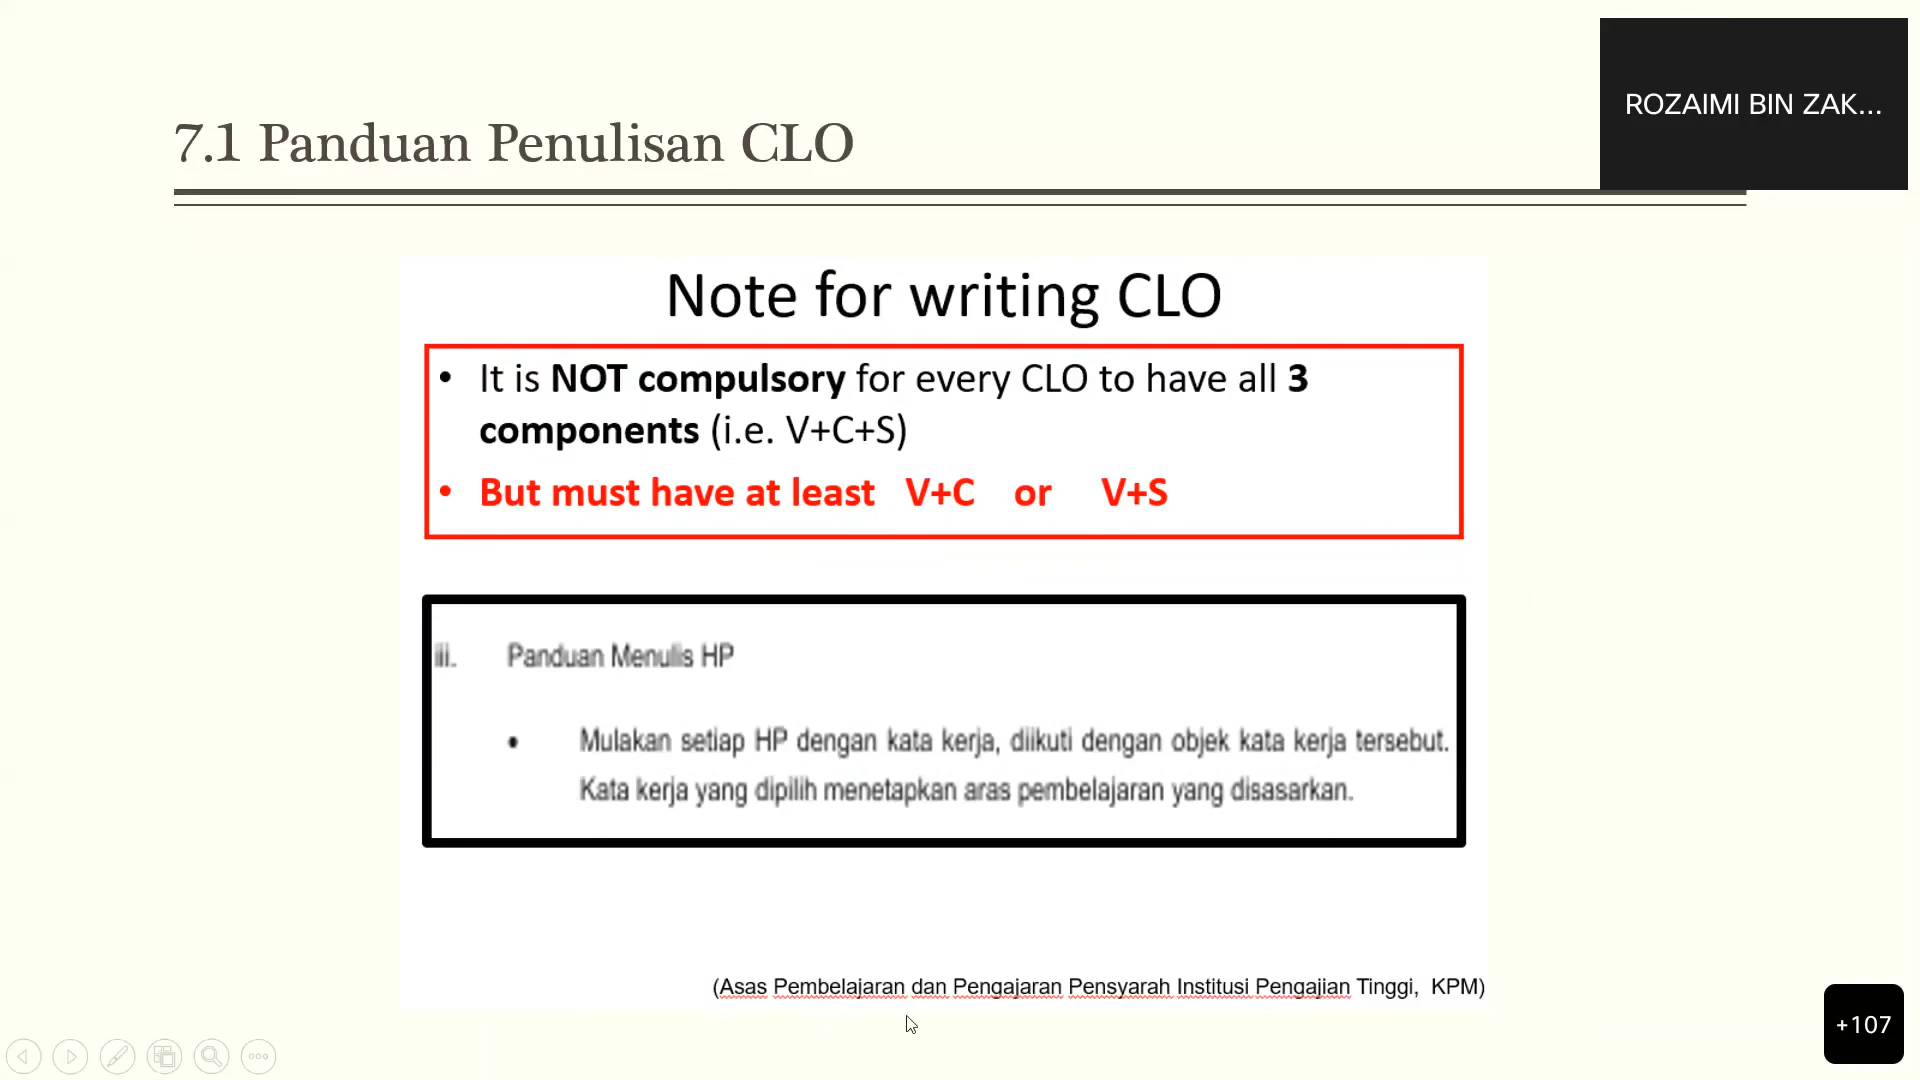 ROZAIMI BIN ZAK...
7.1 Panduan Penulisan CLO
Note for writing CLO
• It is NOT compulsory for every CLO to have all 3
components (i.e. V+C+S)
• But must have at least V+C or V+S
iii. Panduan Menulis HP
• Mulakan setiap HP dengan kata kerja, diikuti dengan objek kata kerja tersebut.
Kata kerja yang dipilih menetapkan aras pembelajaran yang disasarkan.
(Asas Pembelajaran dan Pengajaran Pensyarah Institusi Pengajian Tinggi, KPM)
+107